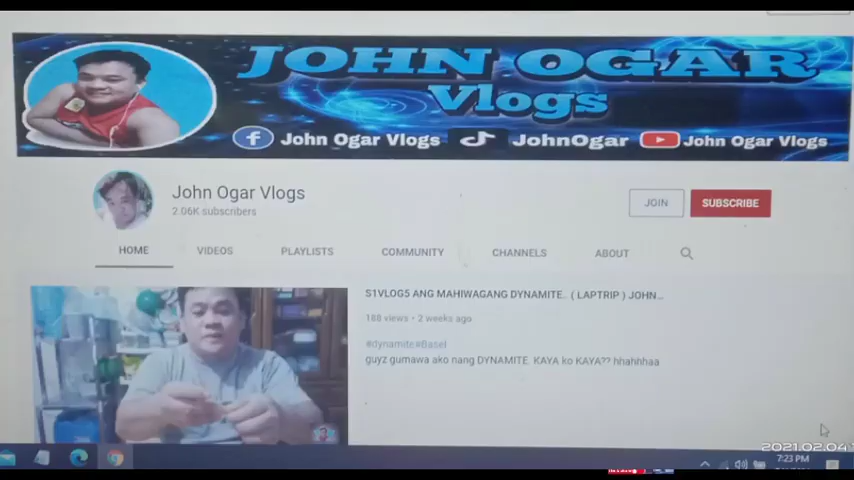 JOHN OGAR
Vlogs
John Ogar Vlogs JohnOgar John Ogar Vlogs
John Ogar Vlogs
2.06K subscribers
JOIN SUBSCRIBE
HOME VIDEOS PLAYLISTS COMMUNITY CHANNELS ABOUT
S1VLOG5 ANG MAHIWAGANG DYNAMITE.. ( LAPTRIP ) JOHN...
188 views • 2 weeks ago
#dynamite#Basel
guyz gumawa ako nang DYNAMITE. KAYA ko KAYA?? hhahhhaa
2021.02.04
7:23 PM